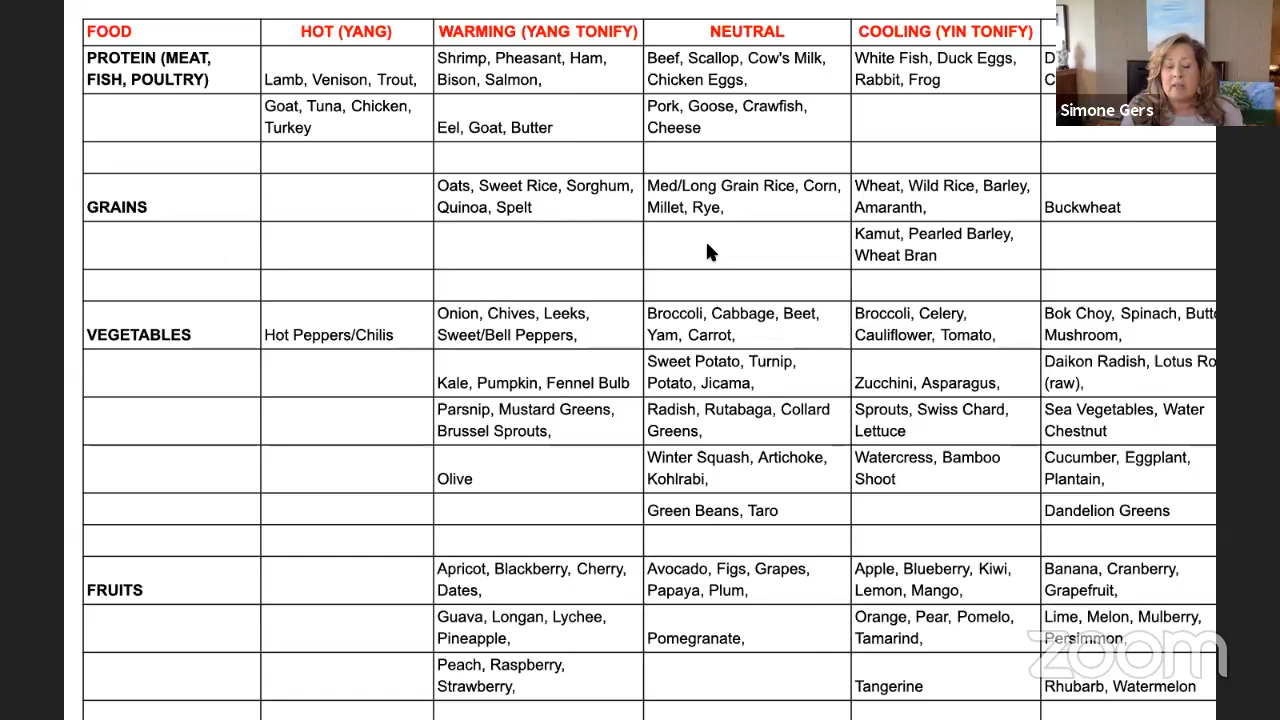 FOOD HOT (YANG) WARMING (YANG TONIFY) NEUTRAL COOLING (YIN TONIFY)
PROTEIN (MEAT, FISH, POULTRY)
Lamb, Venison, Trout,
Shrimp, Pheasant, Ham,
Bison, Salmon,
Beef, Scallop, Cow's Milk,
Chicken Eggs,
White Fish, Duck Eggs,
Rabbit, Frog
Goat, Tuna, Chicken,
Turkey
Eel, Goat, Butter
Pork, Goose, Crawfish,
Cheese
Simone Gers
GRAINS
Oats, Sweet Rice, Sorghum,
Quinoa, Spelt
Med/Long Grain Rice, Corn,
Millet, Rye,
Wheat, Wild Rice, Barley,
Amaranth,
Buckwheat
Kamut, Pearled Barley,
Wheat Bran
VEGETABLES
Hot Peppers/Chilis
Onion, Chives, Leeks,
Sweet/Bell Peppers,
Broccoli, Cabbage, Beet,
Yam, Carrot,
Broccoli, Celery,
Cauliflower, Tomato,
Bok Choy, Spinach,
Mushroom,
Kale, Pumpkin, Fennel Bulb
Sweet Potato, Turnip,
Potato, Jicama,
Zucchini, Asparagus,
Daikon Radish, Lotus
(raw),
Parsnip, Mustard Greens,
Brussel Sprouts,
Radish, Rutabaga, Collard
Greens,
Sprouts, Swiss Chard,
Lettuce
Sea Vegetables, Water
Chestnut
Olive
Winter Squash, Artichoke,
Kohlrabi,
Watercress, Bamboo
Shoot
Cucumber, Eggplant,
Plantain,
Green Beans, Taro
Dandelion Greens
FRUITS
Apricot, Blackberry, Cherry,
Dates,
Avocado, Figs, Grapes,
Papaya, Plum,
Apple, Blueberry, Kiwi,
Lemon, Mango,
Banana, Cranberry,
Grapefruit,
Guava, Longan, Lychee,
Pineapple,
Pomegranate,
Orange, Pear, Pomelo,
Tamarind,
Lime, Melon, Mulberry,
Persimmon,
Peach, Raspberry,
Strawberry,
Tangerine
Rhubarb, Watermelon
zoom